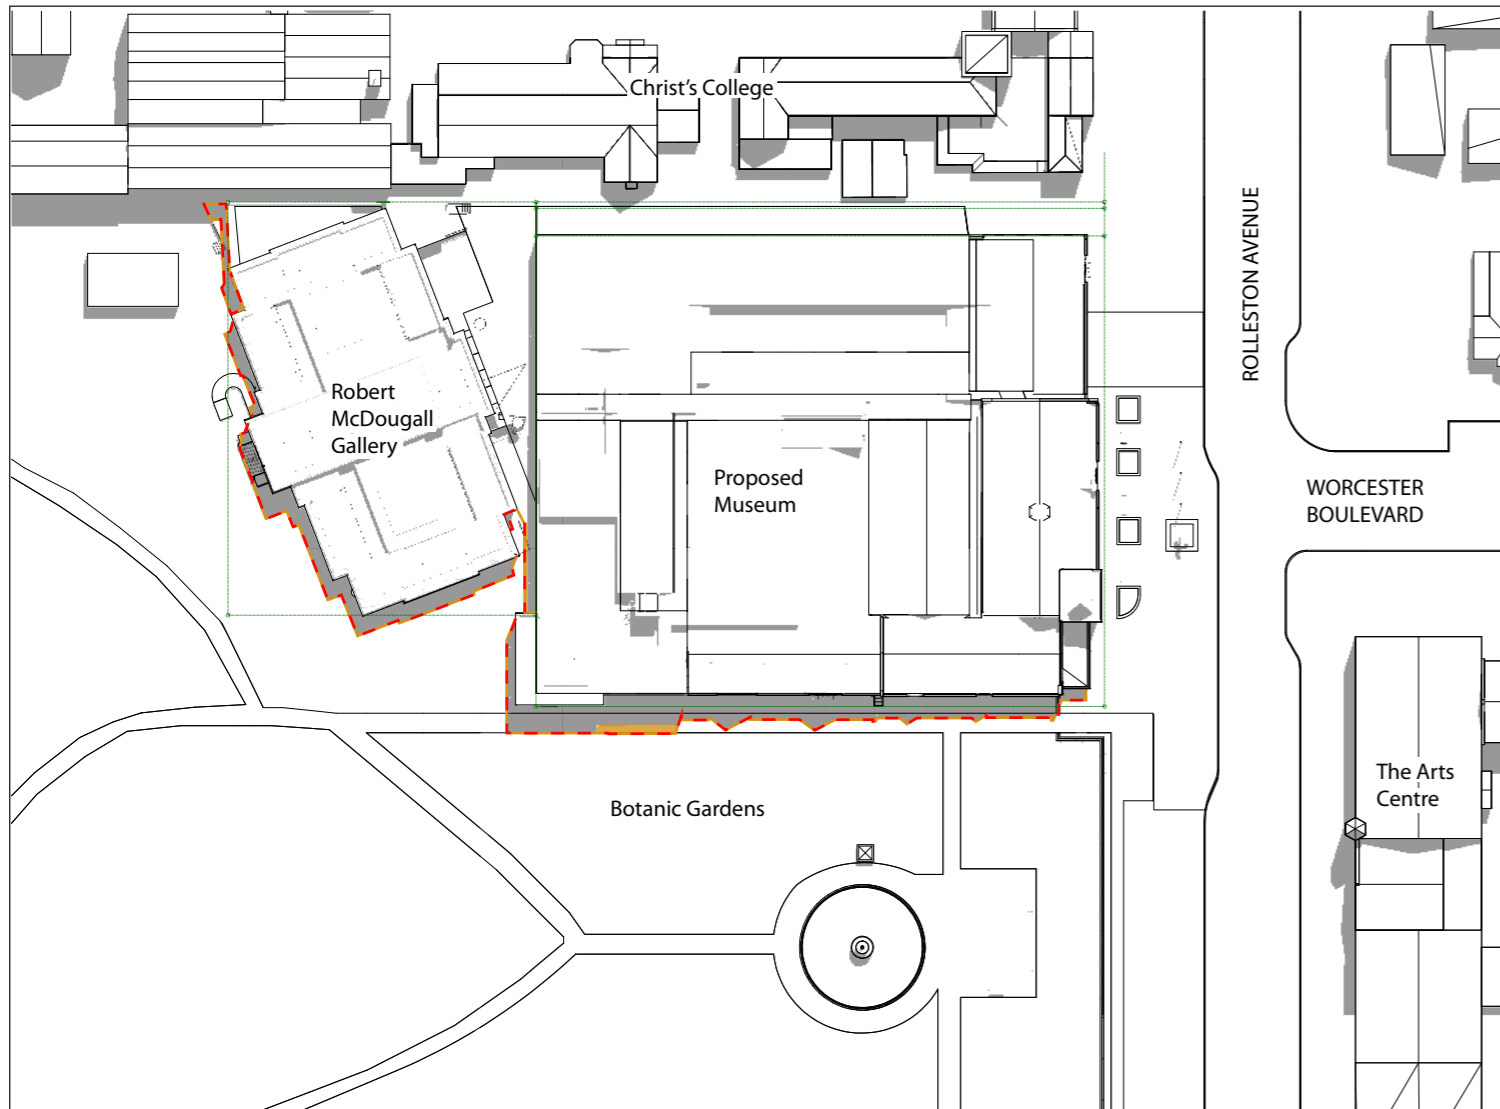 Christ's College
ROLLESTON AVENUE
Robert
McDougall
Gallery
Proposed
Museum
WORCESTER
BOULEVARD
The Arts
Centre
Botanic Gardens